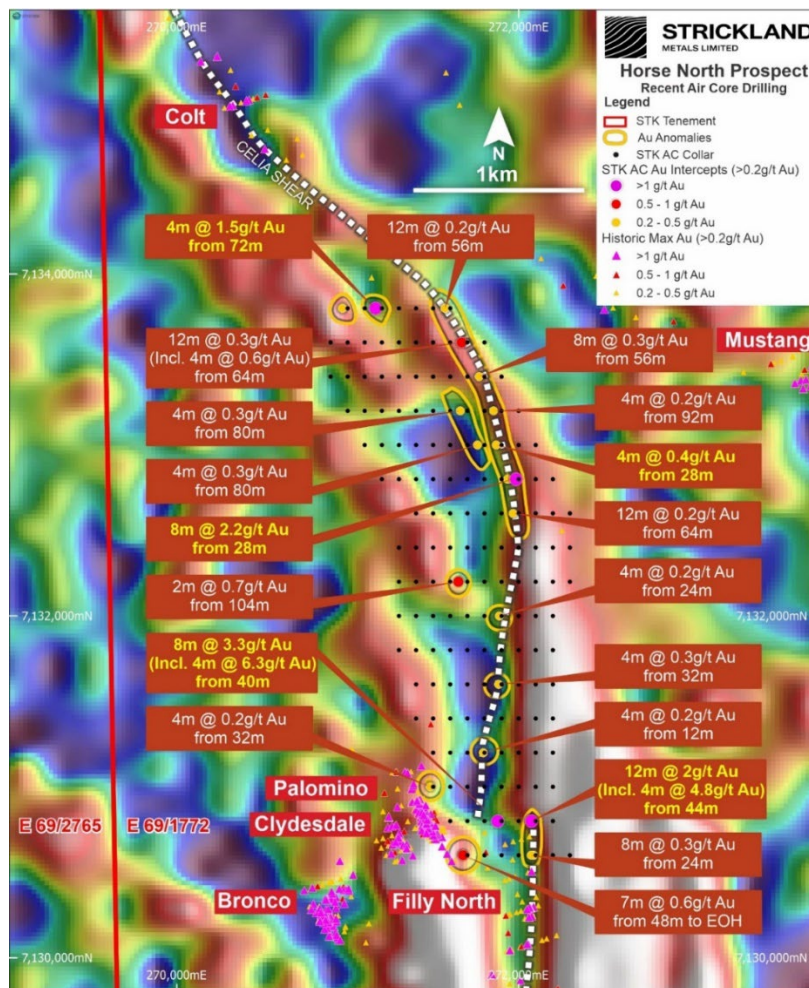 270,000mE
272,000mE
STRICKLAND
METALS LIMITED
Horse North Prospect
Recent Air Core Drilling
Legend
STK Tenement
Au Anomalies
STK AC Collar
STK AC Au Intercepts (>0.2g/t Au)
>1 g/t Au
0.5 - 1 g/t Au
0.2 - 0.5 g/t Au
Historic Max Au (>0.2g/t Au)
>1 g/t Au
0.5 - 1 g/t Au
0.2 - 0.5 g/t Au
Colt
CELIA SHEAR
N
1km
4m @ 1.5g/t Au
from 72m
12m @ 0.2g/t Au
from 56m
7,134,000mN
12m @ 0.3g/t Au
(Incl. 4m @ 0.6g/t Au)
from 64m
8m @ 0.3g/t Au
from 56m
Mustang
4m @ 0.3g/t Au
from 80m
4m @ 0.2g/t Au
from 92m
4m @ 0.3g/t Au
from 80m
4m @ 0.4g/t Au
from 28m
8m @ 2.2g/t Au
from 28m
12m @ 0.2g/t Au
from 64m
2m @ 0.7g/t Au
from 104m
4m @ 0.2g/t Au
from 24m
7,132,000mN
7,132,000mN
8m @ 3.3g/t Au
(Incl. 4m @ 6.3g/t Au)
from 40m
4m @ 0.3g/t Au
from 32m
4m @ 0.2g/t Au
from 32m
4m @ 0.2g/t Au
from 12m
Palomino
12m @ 2g/t Au
(Incl. 4m @ 4.8g/t Au)
from 44m
E 69/2765
E 69/1772
Clydesdale
8m @ 0.3g/t Au
from 24m
Bronco
Filly North
7m @ 0.6g/t Au
from 48m to EOH
7,130,000mN
7,130,000mN
270,000mE
272,000mE